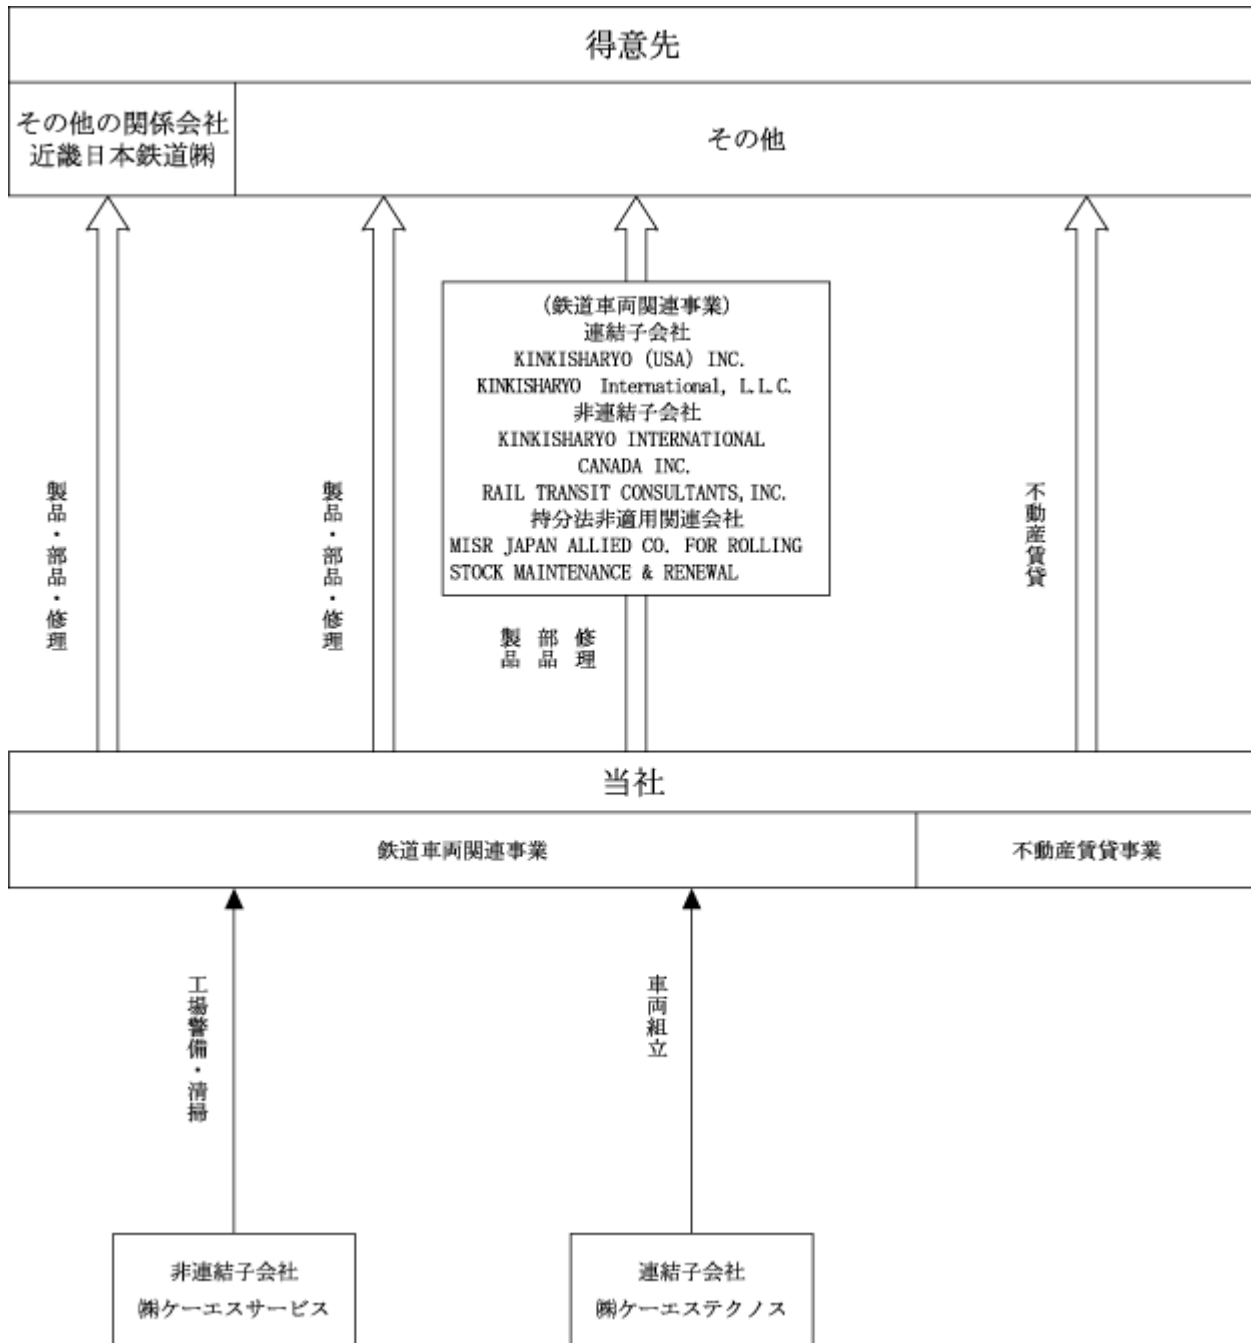 得意先
その他の関係会社
近畿日本鉄道㈱
その他
(鉄道車両関連事業)
連結子会社
KINKISHARYO (USA) INC.
KINKISHARYO International, L.L.C.
非連結子会社
KINKISHARYO INTERNATIONAL
CANADA INC.
RAIL TRANSIT CONSULTANTS, INC.
持分法非適用関連会社
MISR JAPAN ALLIED CO. FOR ROLLING
STOCK MAINTENANCE & RENEWAL
製品・部品・修理
製品・部品・修理
製品
部品
修理
不動産賃貸
当社
鉄道車両関連事業
不動産賃貸事業
工場警備・清掃
車両組立
非連結子会社
㈱ケーエスサービス
連結子会社
㈱ケーエステクノス